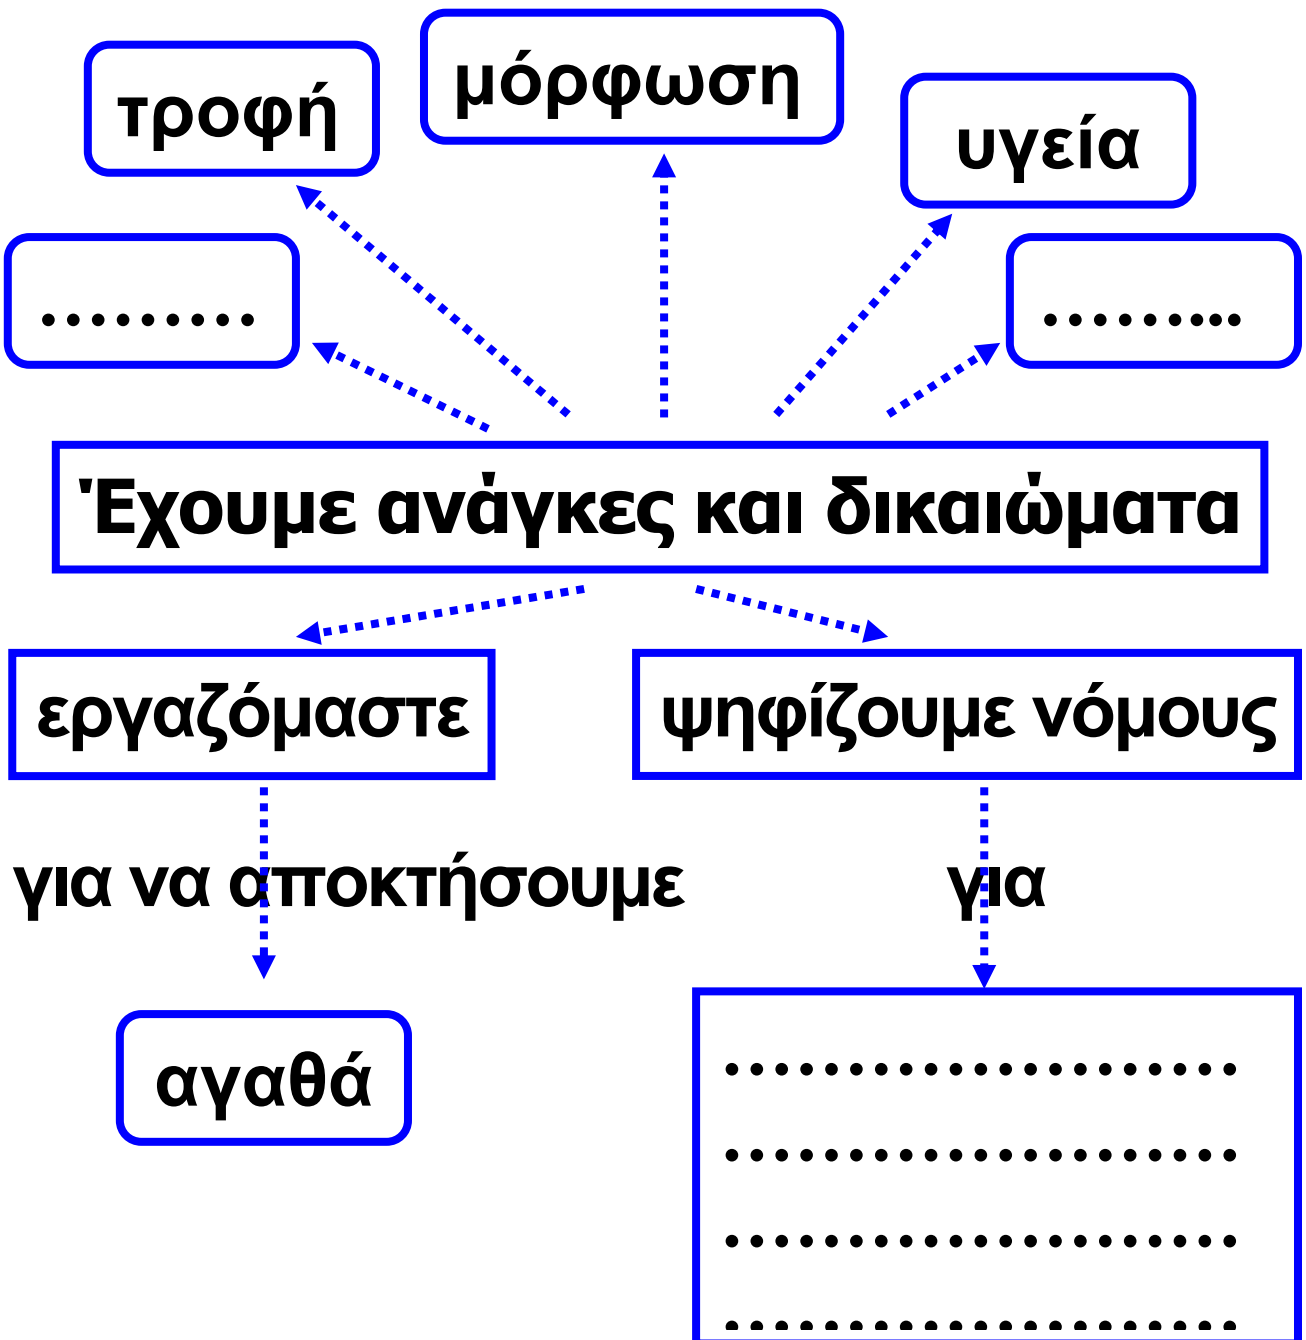 μόρφωση
τροφή
υγεία
.........
.........
Έχουμε ανάγκες και δικαιώματα
εργαζόμαστε
ψηφίζουμε νόμους
για να αποκτήσουμε
για
αγαθά
.....................
.....................
.....................
.....................